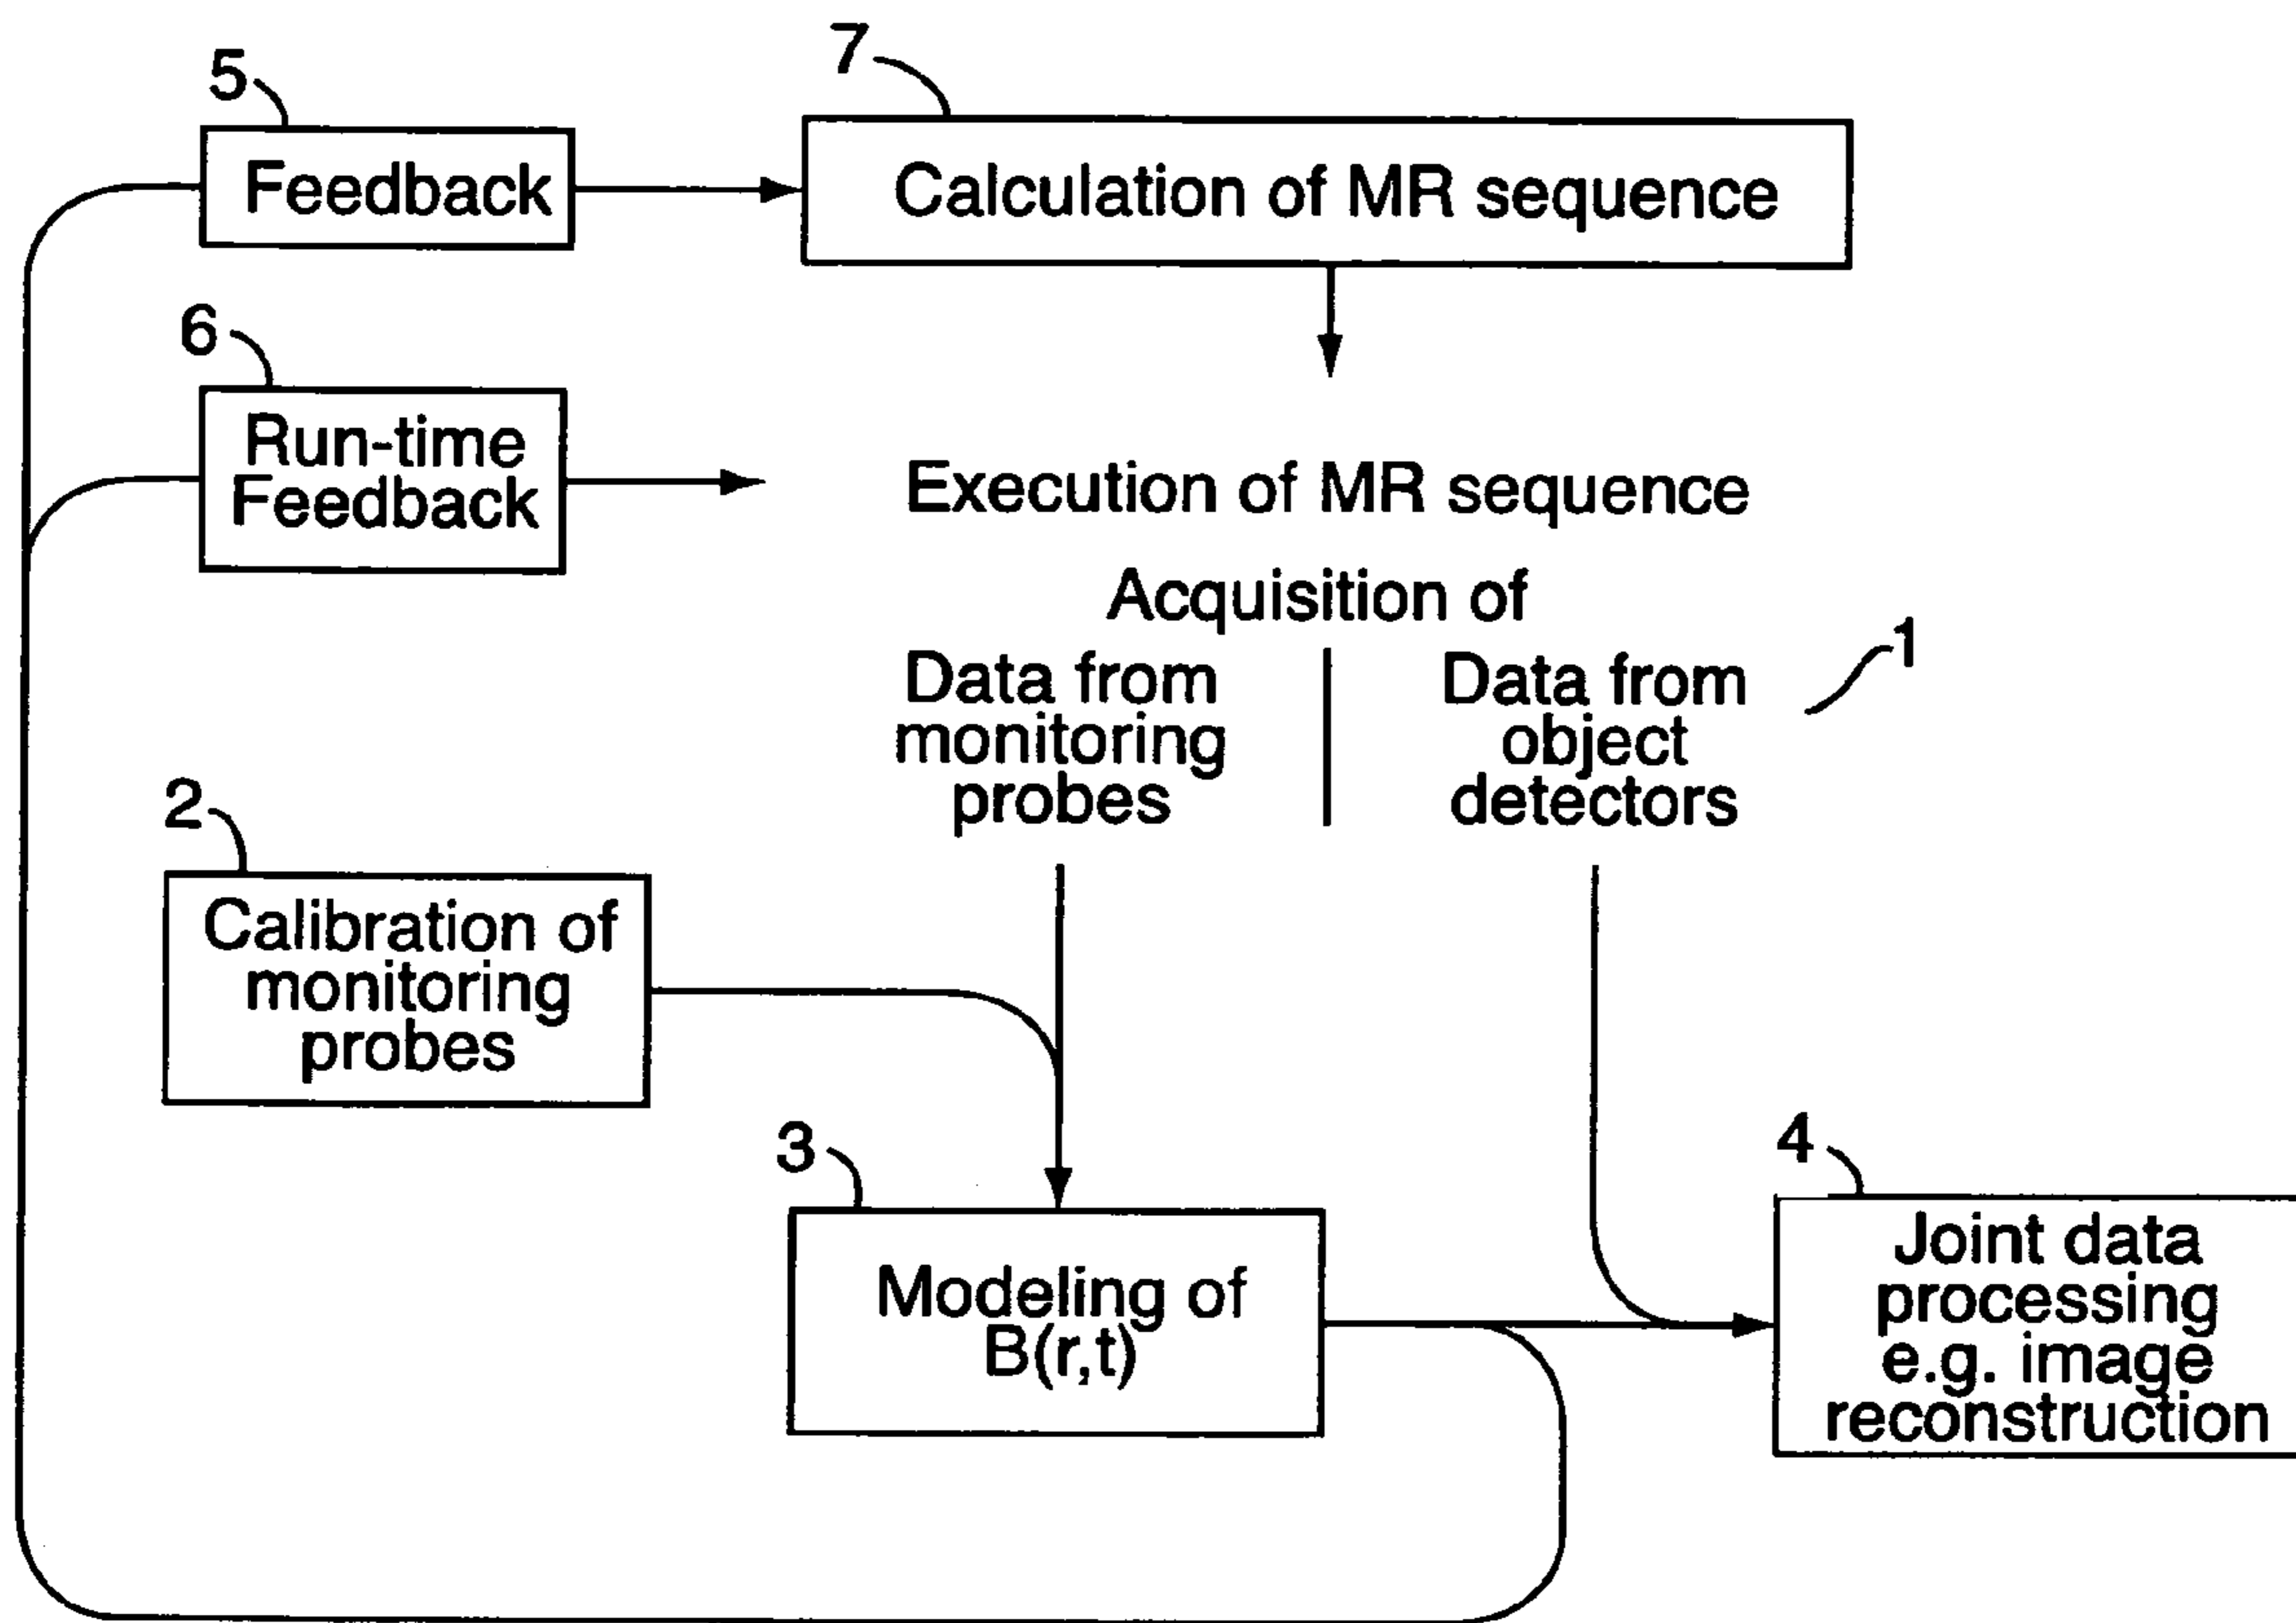 5
7
Feedback
Calculation of MR sequence
6
Run-time
Feedback
Execution of MR sequence
Acquisition of
Data from
monitoring
probes
Data from
object
detectors
1
2
Calibration of
monitoring
probes
3
Modeling of
B(r,t)
4
Joint data
processing
e.g. image
reconstruction